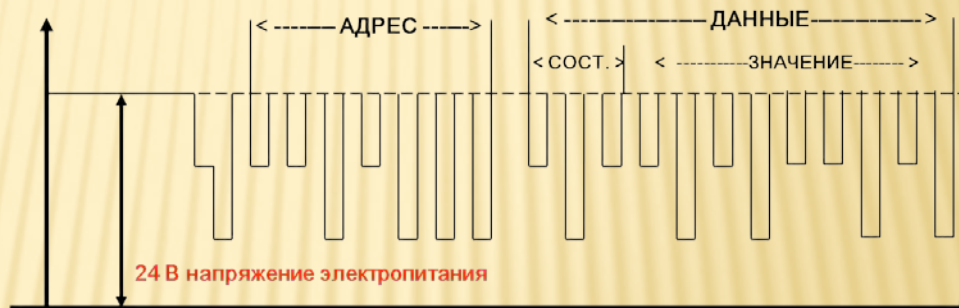 < ------- АДРЕС -----> < ---------------- ДАННЫЕ------------>
< СОСТ. > < ----------ЗНАЧЕНИЕ------- >
24 В напряжение электропитания